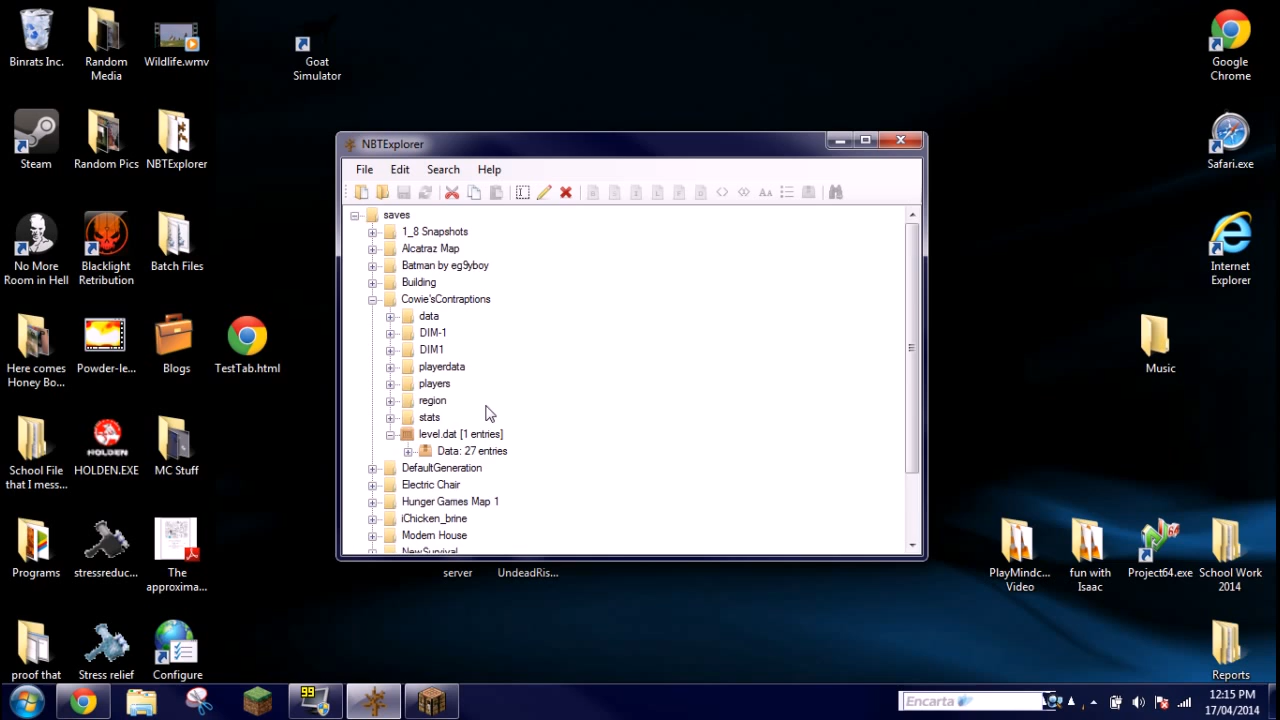 Binrats Inc.
Random
Media
Wildlife.wmv
Goat
Simulator
Google
Chrome
Steam
Random Pics
NBTExplorer
Safari.exe
No More
Room in Hell
Blacklight
Retribution
Batch Files
Internet
Explorer
Here comes
Honey Bo...
Powder-le...
Blogs
TestTab.html
Music
School File
that I mess...
HOLDEN
HOLDEN.EXE
MC Stuff
Programs
stressreduc...
The
approxima...
proof that
Stress relief
Configure
NBTExplorer
File Edit Search Help
saves
1_8 Snapshots
Alcatraz Map
Batman by eg9yboy
Building
Cowie'sContraptions
data
DIM-1
DIM1
playerdata
players
region
stats
level.dat [1 entries]
Data: 27 entries
DefaultGeneration
Electric Chair
Hunger Games Map 1
iChicken_brine
Modern House
NewSurvival
server
UndeadRis...
PlayMindc...
Video
fun with
Isaac
Project64.exe
School Work
2014
Reports
99
Encarta
12:15 PM
17/04/2014